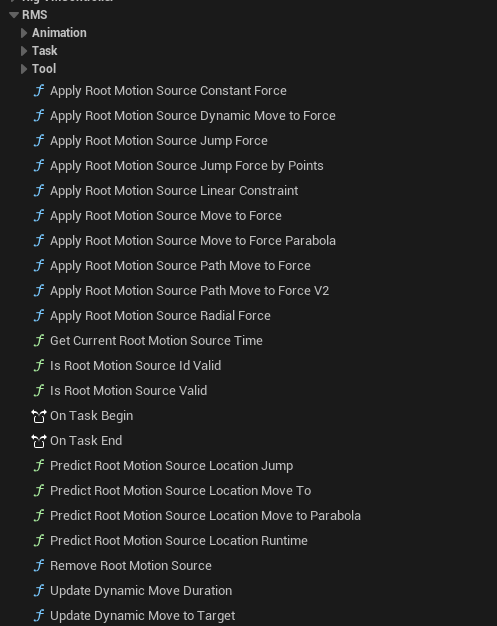 RMS
Animation
Task
Tool
Apply Root Motion Source Constant Force
Apply Root Motion Source Dynamic Move to Force
Apply Root Motion Source Jump Force
Apply Root Motion Source Jump Force by Points
Apply Root Motion Source Linear Constraint
Apply Root Motion Source Move to Force
Apply Root Motion Source Move to Force Parabola
Apply Root Motion Source Path Move to Force
Apply Root Motion Source Path Move to Force V2
Apply Root Motion Source Radial Force
Get Current Root Motion Source Time
Is Root Motion Source Id Valid
Is Root Motion Source Valid
On Task Begin
On Task End
Predict Root Motion Source Location Jump
Predict Root Motion Source Location Move To
Predict Root Motion Source Location Move to Parabola
Predict Root Motion Source Location Runtime
Remove Root Motion Source
Update Dynamic Move Duration
Update Dynamic Move to Target